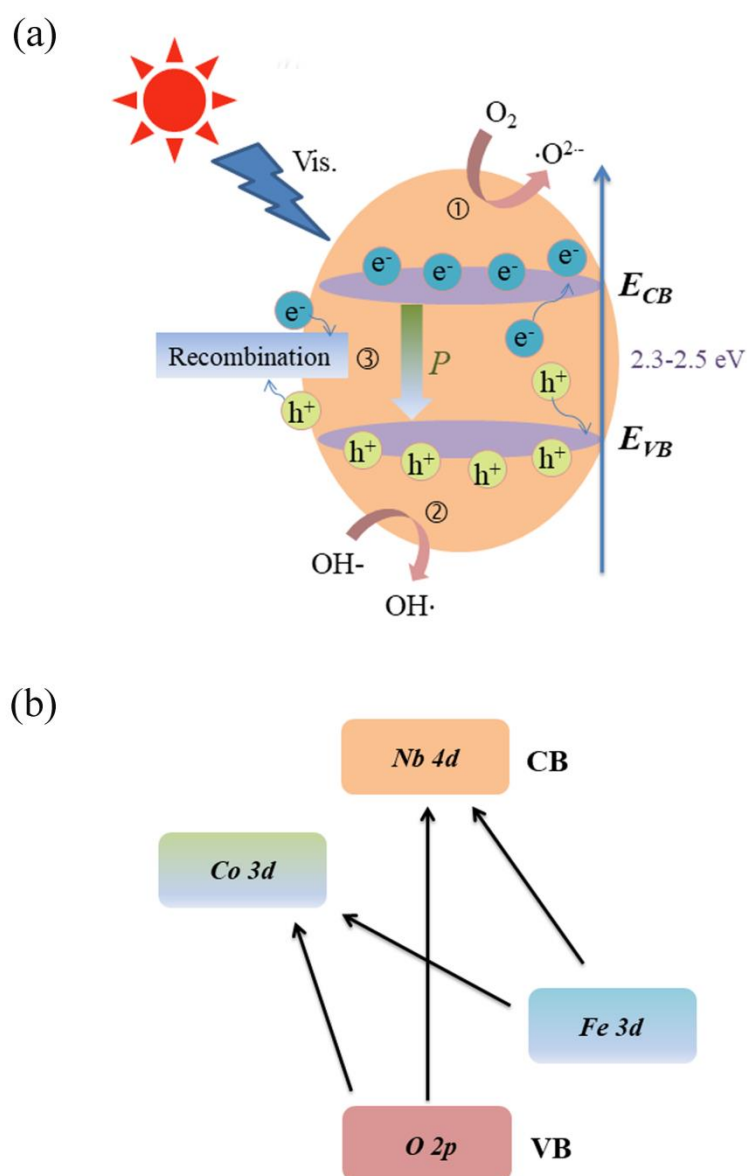 (a)
Vis.
O₂
·O²·⁻
①
e⁻ e⁻ e⁻ e⁻
E_CB
e⁻
Recombination
③
P
e⁻
2.3-2.5 eV
h⁺
h⁺
E_VB
h⁺ h⁺ h⁺ h⁺
②
OH-
OH·
(b)
Nb 4d
CB
Co 3d
Fe 3d
O 2p
VB